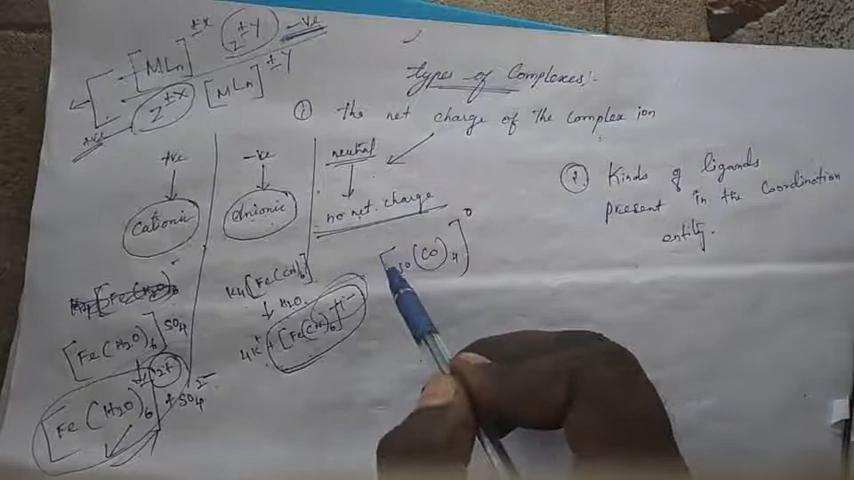 [MLn]±x z±y -ve
z±x [MLn]±y
+ve
types of Complexes:-
① the net charge of the Complex ion
+ve -ve neutral
Cationic Anionic no net charge
② Kinds of ligands
present in the Coordination
entity.
(CO)4]0
K4[Fe(CN)6]
↓ H2O
4K+ + [Fe(CN)6]4-
[Fe(H2O)6]SO4
[Fe(H2O)6]2+ + SO42-